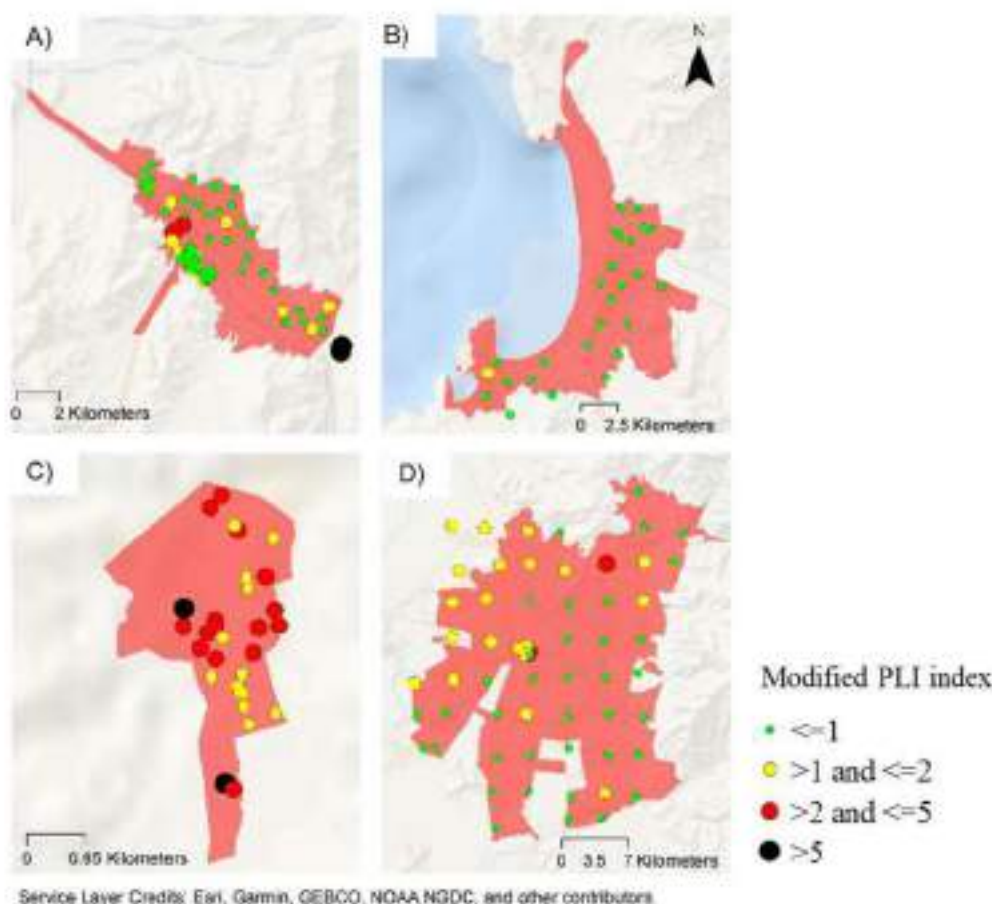 A)
B)
N
0 2 Kilometers
0 2.5 Kilometers
C)
D)
Modified PLI index
<=1
>1 and <=2
>2 and <=5
>5
0 0.85 Kilometers
0 3.5 7 Kilometers
Service Layer Credits: Esri, Garmin, GEBCO, NOAA NGDC, and other contributors